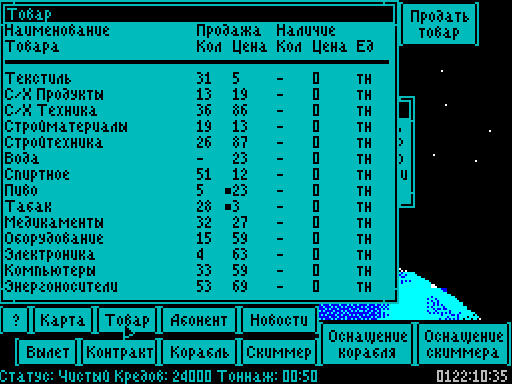 Товар
Наименование Продажа Наличие
Товара Кол Цена Кол Цена Ед
Текстиль 31 5 - 0 тн
С/Х Продукты 13 19 - 0 тн
С/Х Техника 36 86 - 0 тн
Стройматериалы 19 13 - 0 тн
Стройтехника 26 87 - 0 тн
Вода - 23 - 0 тн
Спиртное 51 12 - 0 тн
Пиво 5 ▪23 - 0 тн
Табак 28 ▪3 - 0 тн
Медикаменты 32 27 - 0 тн
Оборудование 15 59 - 0 тн
Электроника 4 63 - 0 тн
Компьютеры 33 59 - 0 тн
Энергоносители 53 69 - 0 тн
Продать
товар
? Карта Товар Абонент Новости
Вылет Контракт Корабль Скиммер
Оснащение
корабля
Оснащение
скиммера
Статус: Чистый Кредов: 24000 Тоннаж: 00:50 0122:10:35